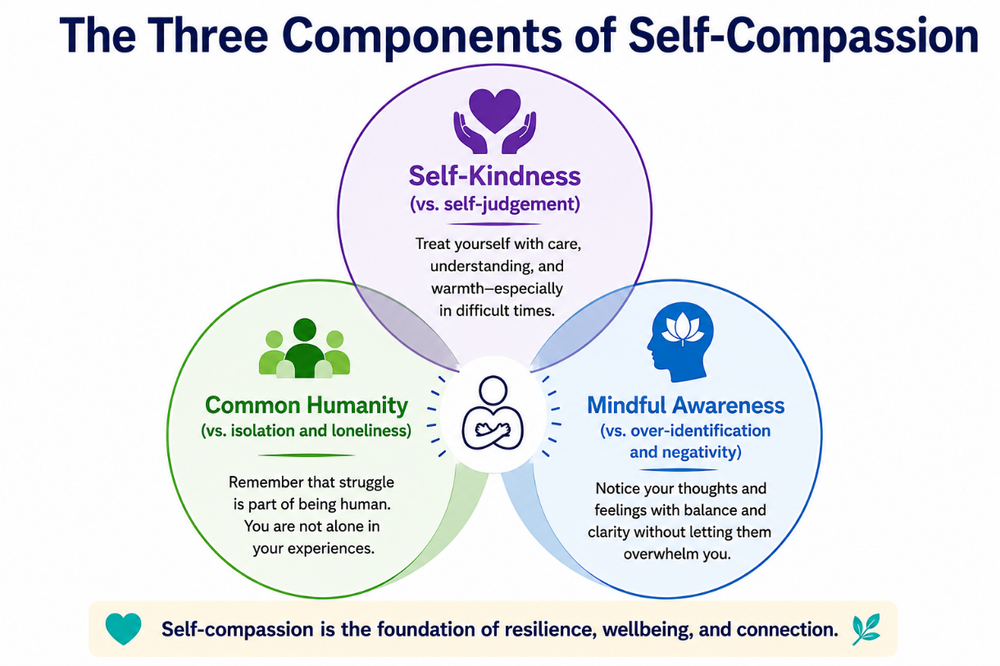 The Three Components of Self-Compassion
Self-Kindness
(vs. self-judgement)
Treat yourself with care,
understanding, and
warmth—especially
in difficult times.
Common Humanity
(vs. isolation and loneliness)
Remember that struggle
is part of being human.
You are not alone in
your experiences.
Mindful Awareness
(vs. over-identification
and negativity)
Notice your thoughts and
feelings with balance and
clarity without letting them
overwhelm you.
Self-compassion is the foundation of resilience, wellbeing, and connection.